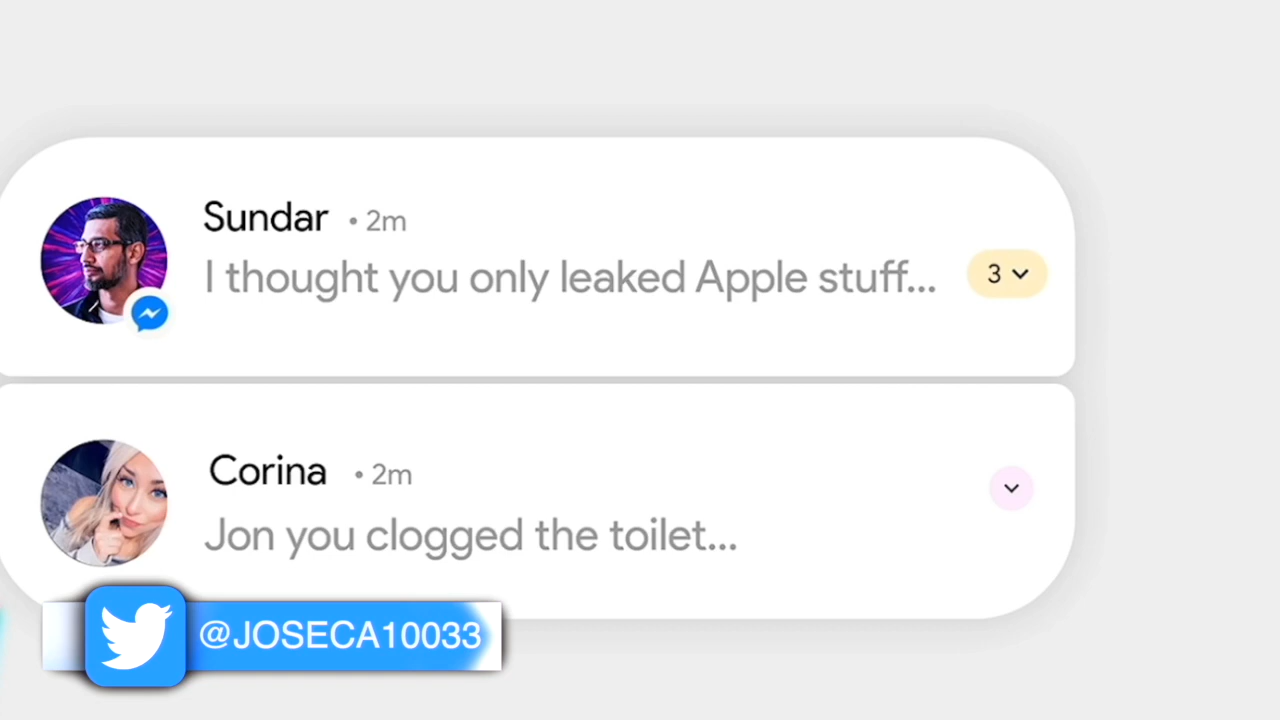 Sundar • 2m
I thought you only leaked Apple stuff...
3
Corina • 2m
Jon you clogged the toilet...
@JOSECA10033